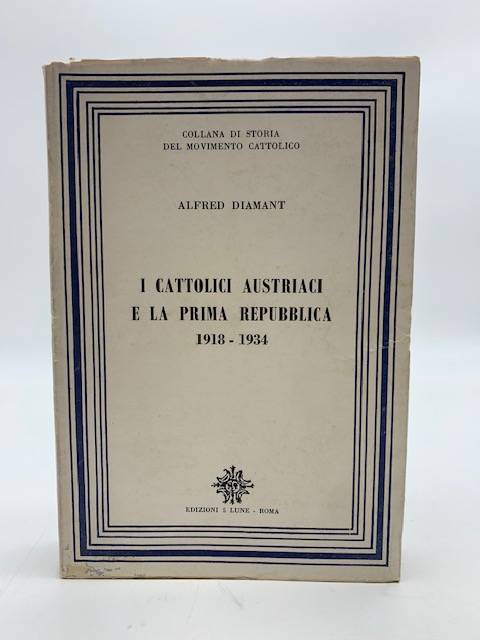 COLLANA DI STORIA
DEL MOVIMENTO CATTOLICO
ALFRED DIAMANT
I CATTOLICI AUSTRIACI
E LA PRIMA REPUBBLICA
1918 - 1934
EDIZIONI 5 LUNE - ROMA